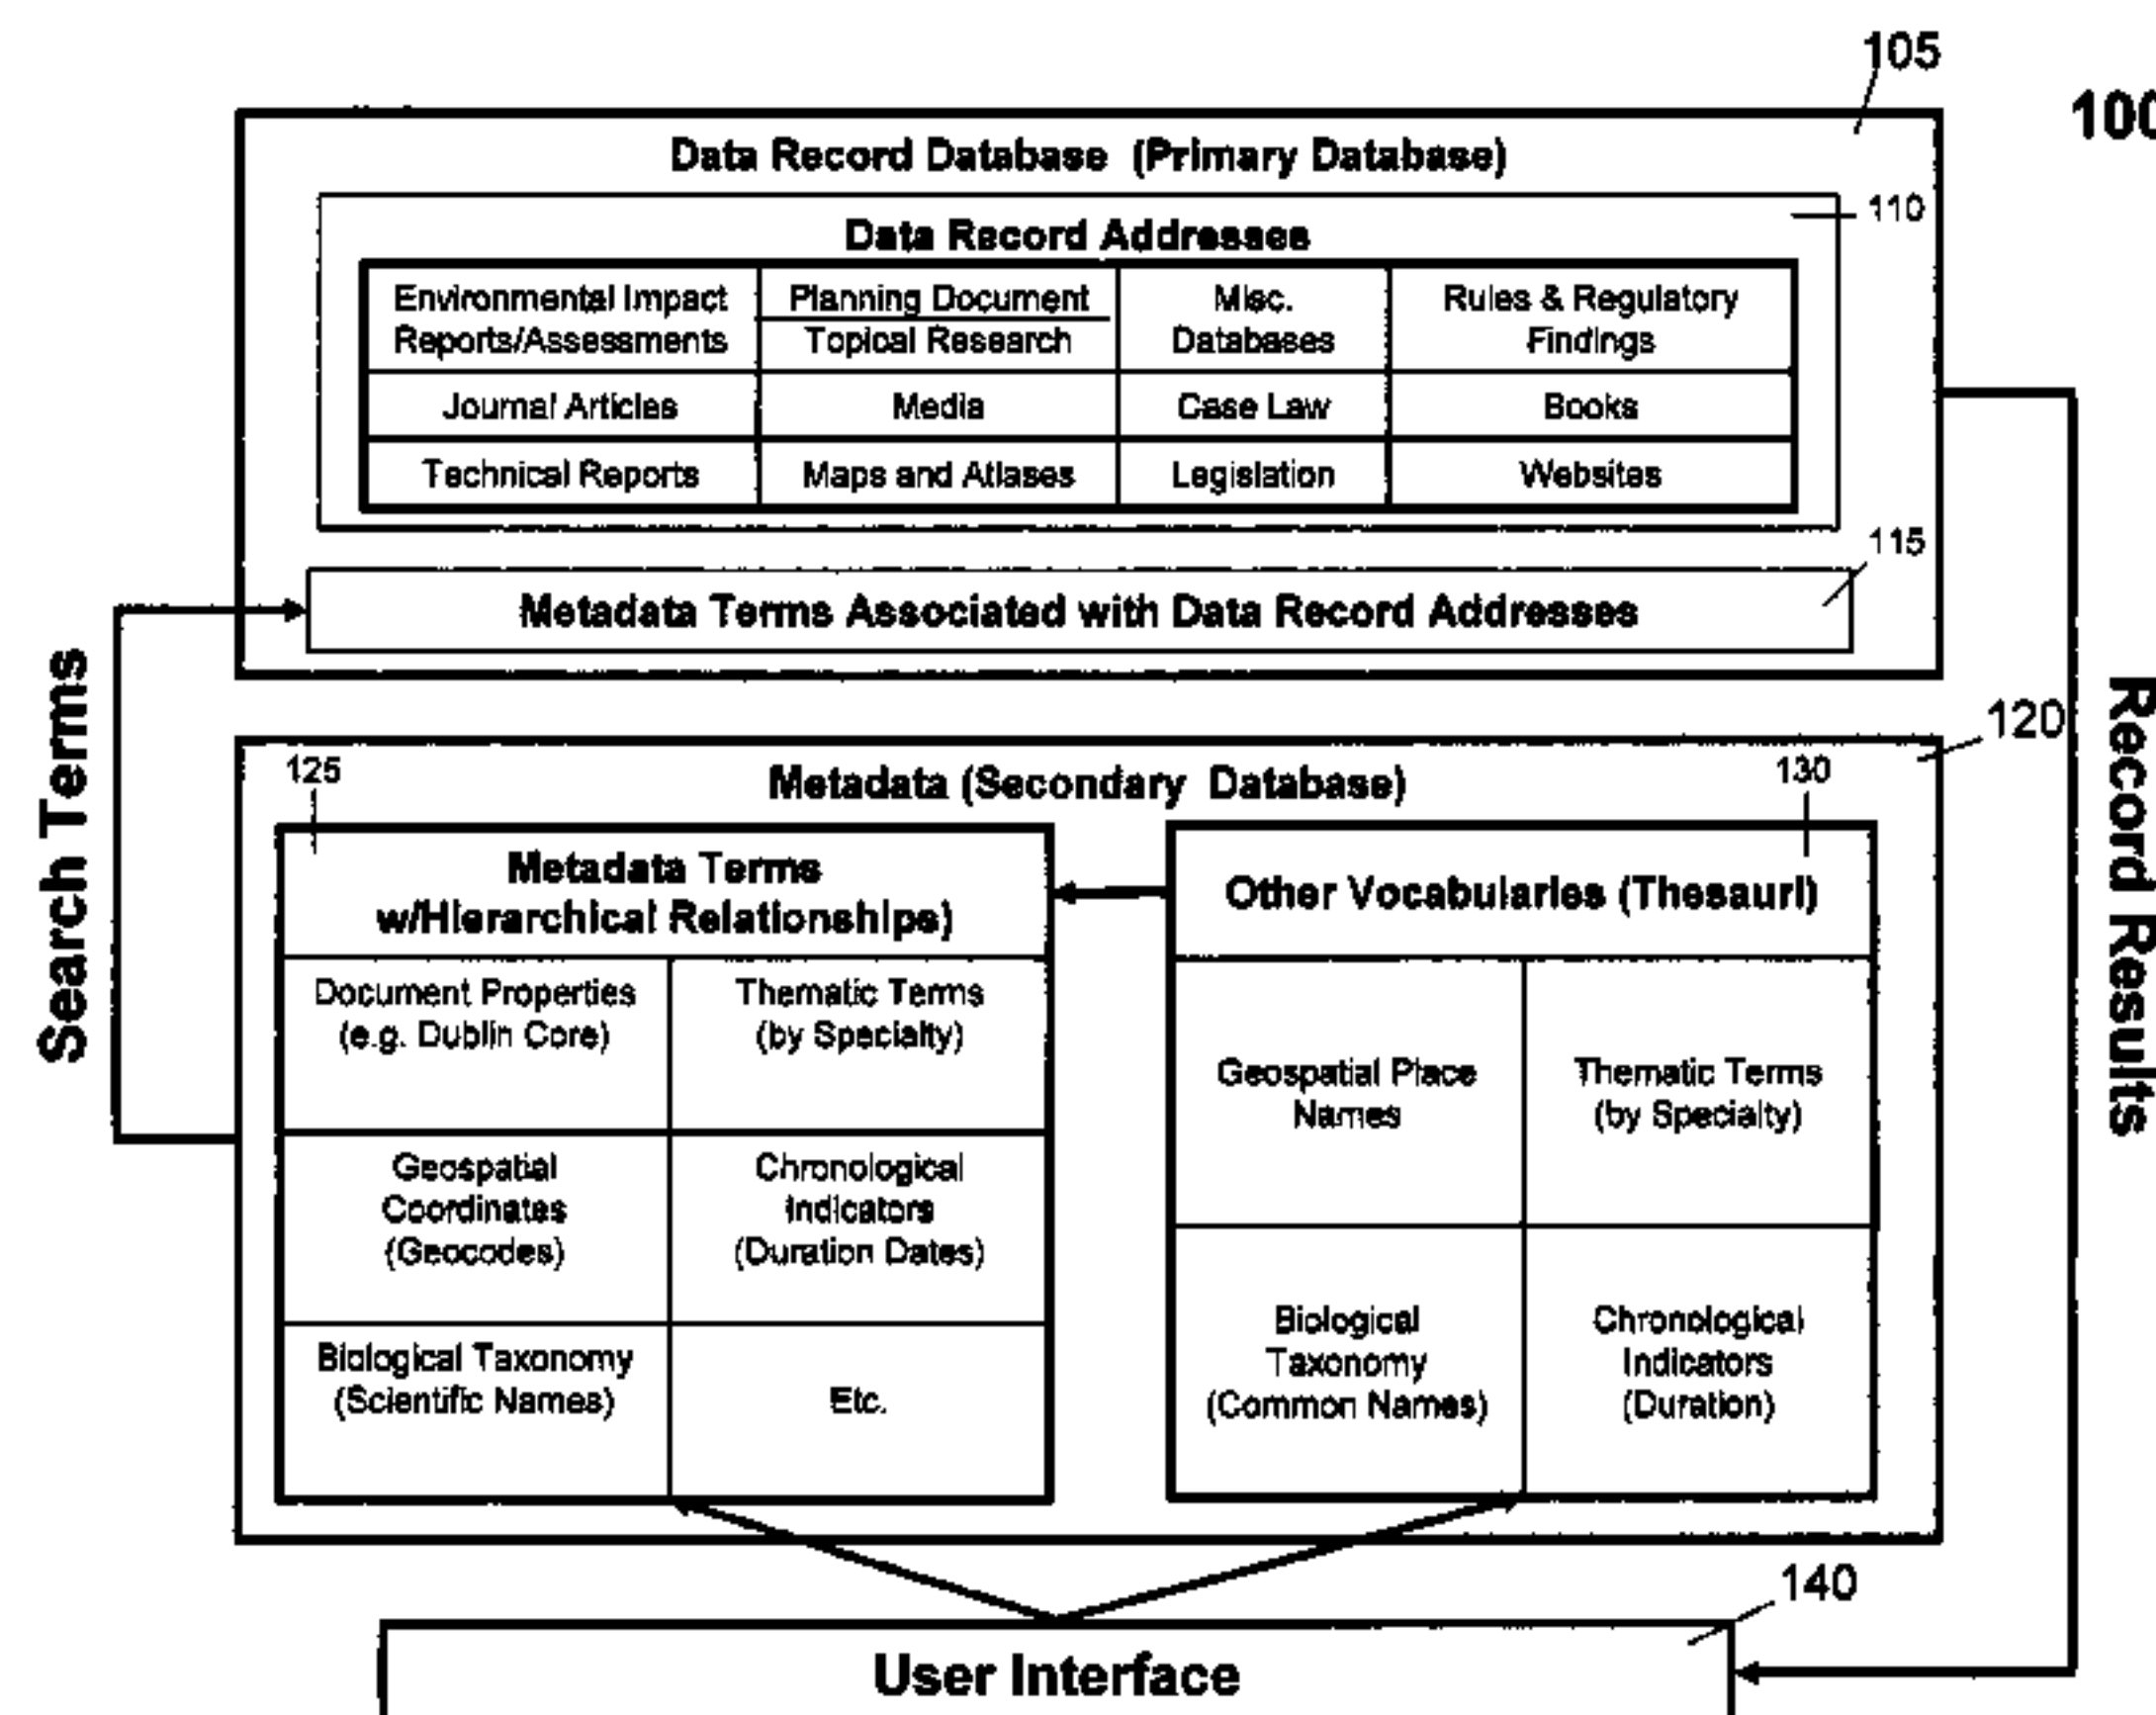 105
100
Data Record Database (Primary Database)
110
Data Record Addresses
Environmental Impact
Reports/Assessments
Planning Document
Topical Research
Misc.
Databases
Rules & Regulatory
Findings
Journal Articles
Media
Case Law
Books
Technical Reports
Maps and Atlases
Legislation
Websites
115
Metadata Terms Associated with Data Record Addresses
Search Terms
Record Results
120
125
Metadata (Secondary Database)
130
Metadata Terms
w/Hierarchical Relationships)
Other Vocabularies (Thesauri)
Document Properties
(e.g. Dublin Core)
Thematic Terms
(by Specialty)
Geospatial
Coordinates
(Geocodes)
Chronological
Indicators
(Duration Dates)
Biological Taxonomy
(Scientific Names)
Etc.
Geospatial Place
Names
Thematic Terms
(by Specialty)
Biological
Taxonomy
(Common Names)
Chronological
Indicators
(Duration)
140
User Interface